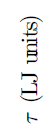 τ (LJ units)